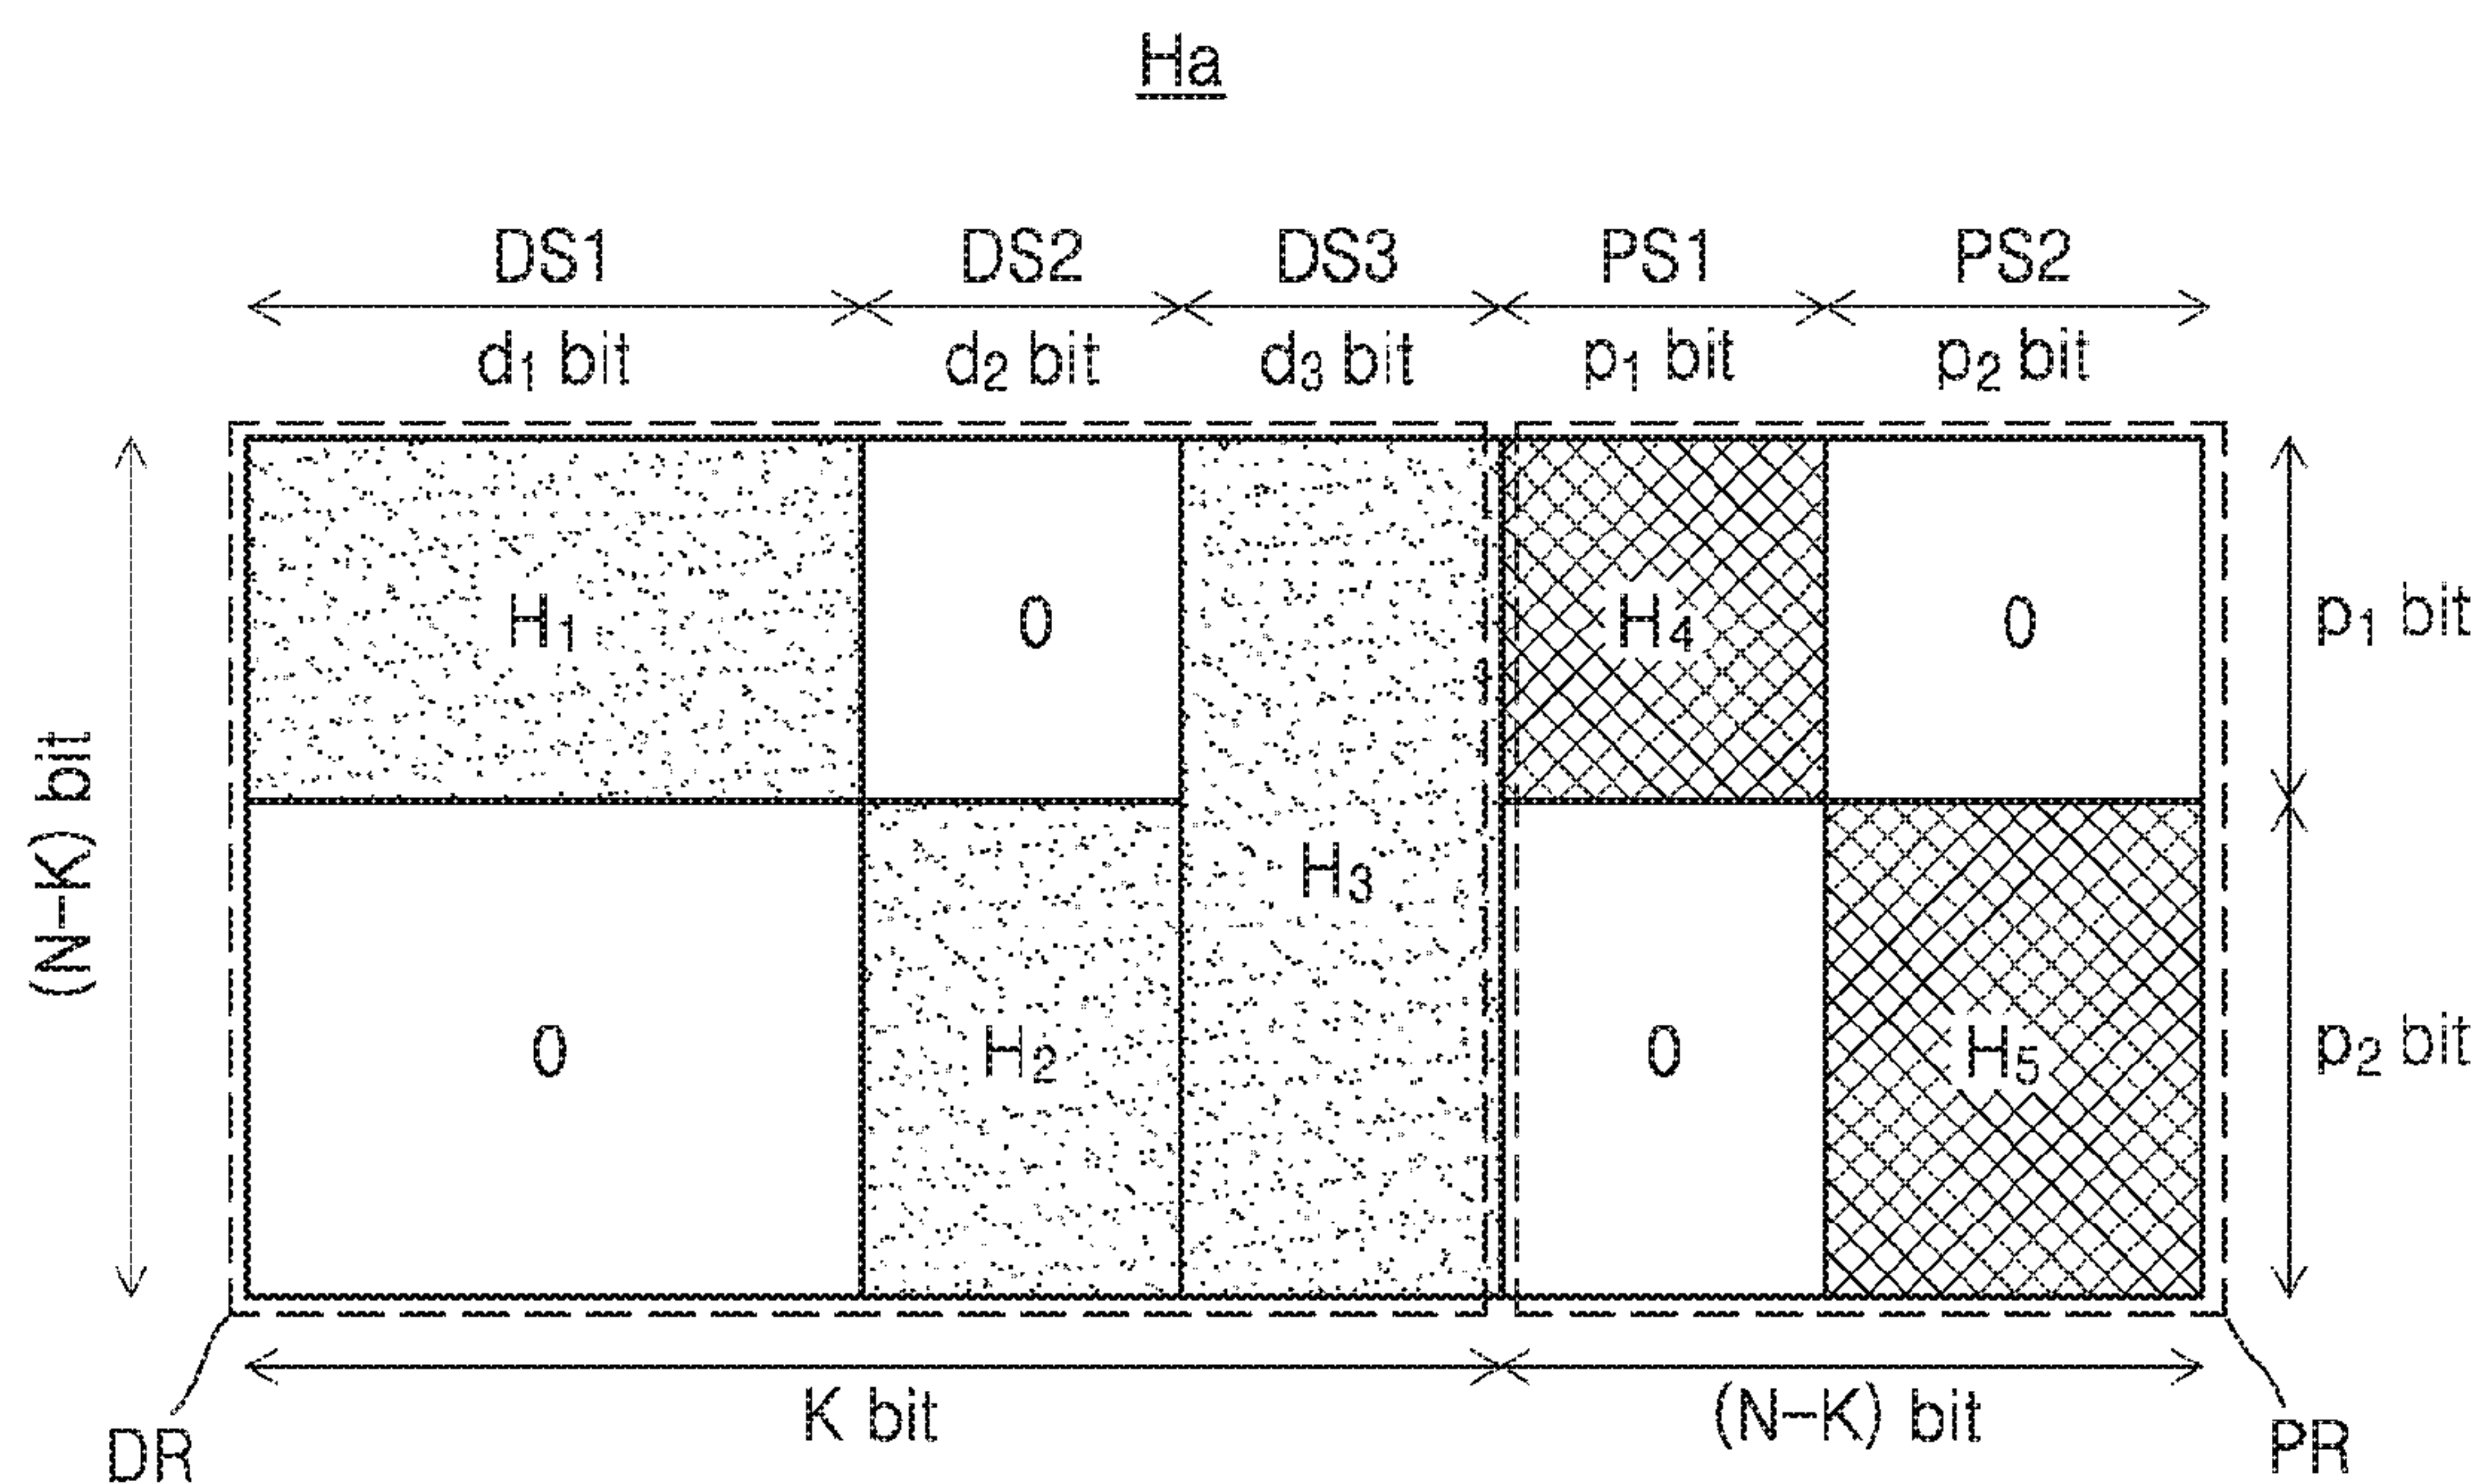 Ha
DS1 DS2 DS3 PS1 PS2
d₁ bit d₂ bit d₃ bit p₁ bit p₂ bit
H₁ 0 H₄ 0 p₁ bit
(N-K) bit
H₃
0 H₂ 0 H₅ p₂ bit
K bit (N-K) bit
DR PR